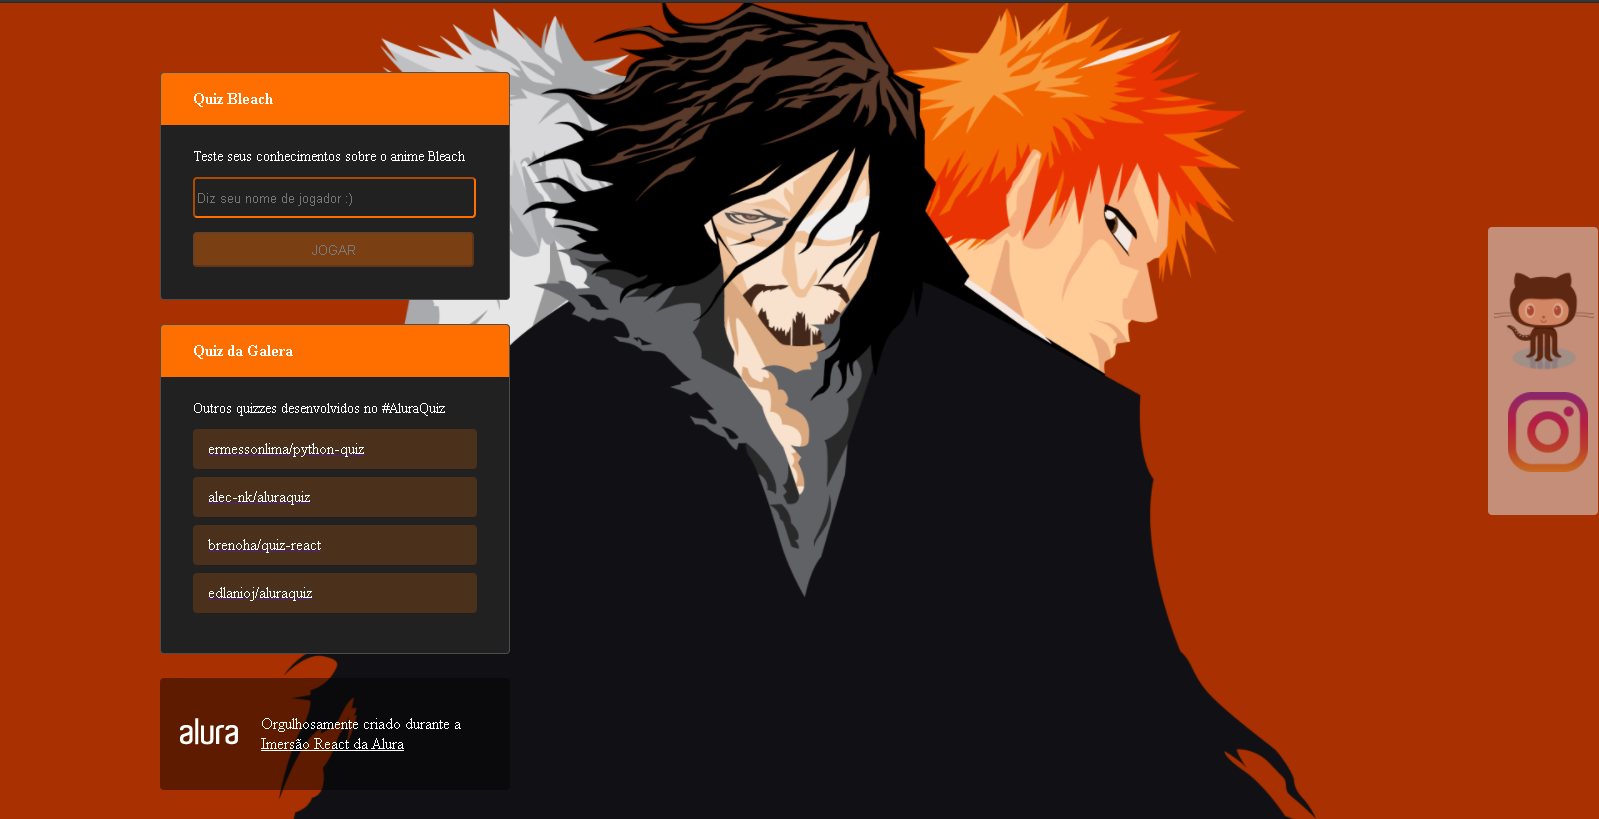 Quiz Bleach
Teste seus conhecimentos sobre o anime Bleach
Diz seu nome de jogador :)
JOGAR
Quiz da Galera
Outros quizzes desenvolvidos no #AluraQuiz
ermessonlima/python-quiz
alec-nk/aluraquiz
brenoha/quiz-react
edlanioj/aluraquiz
alura
Orgulhosamente criado durante a
Imersão React da Alura